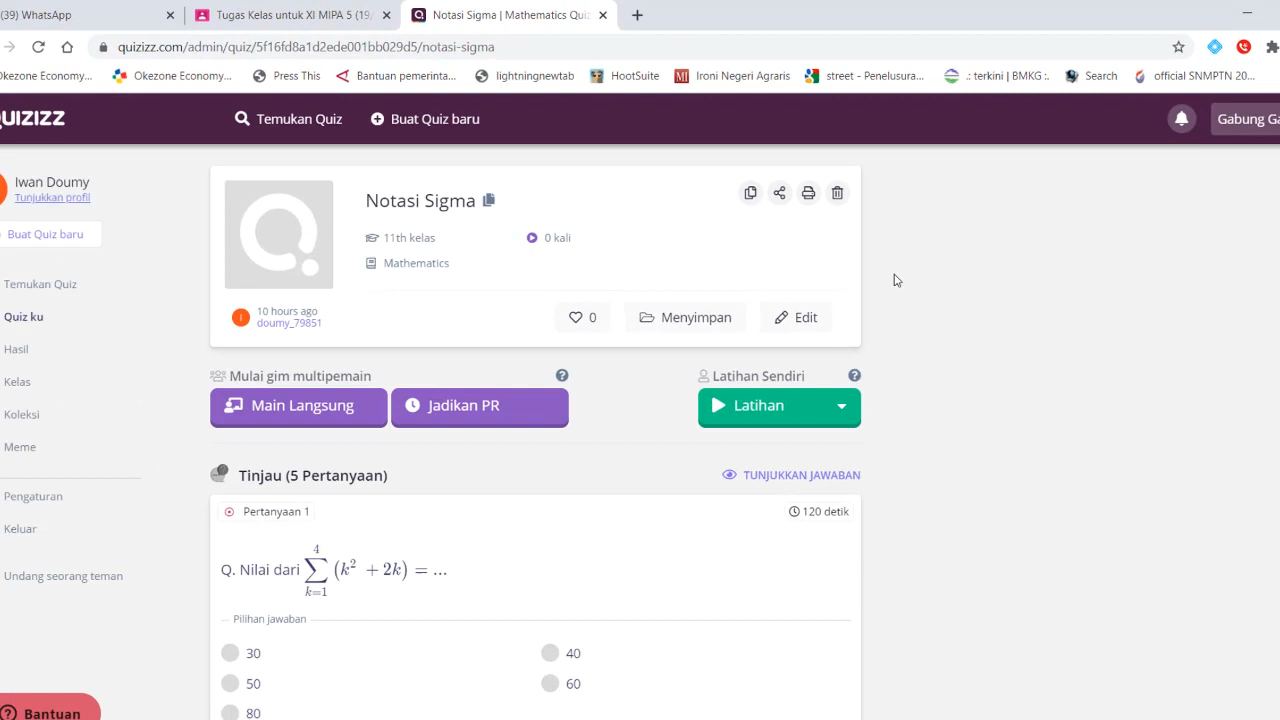 (39) WhatsApp
Tugas Kelas untuk XI MIPA 5 (19/
Notasi Sigma | Mathematics Quiz
quizizz.com/admin/quiz/5f16fd8a1d2ede001bb029d5/notasi-sigma
Okezone Economy...
Okezone Economy...
Press This
Bantuan pemerinta...
lightningnewtab
HootSuite
Ironi Negeri Agraris
street - Penelusura...
.: terkini | BMKG :.
Search
official SNMPTN 20...
QUIZIZZ
Temukan Quiz
Buat Quiz baru
Gabung Ga
Iwan Doumy
Tunjukkan profil
Buat Quiz baru
Temukan Quiz
Quiz ku
Hasil
Kelas
Koleksi
Meme
Pengaturan
Keluar
Undang seorang teman
Bantuan
Notasi Sigma
11th kelas
0 kali
Mathematics
10 hours ago
doumy_79851
0
Menyimpan
Edit
Mulai gim multipemain
Latihan Sendiri
Main Langsung
Jadikan PR
Latihan
Tinjau (5 Pertanyaan)
TUNJUKKAN JAWABAN
Pertanyaan 1
120 detik
Q. Nilai dari ∑_{k=1}^{4} (k² + 2k) = ...
Pilihan jawaban
30
40
50
60
80